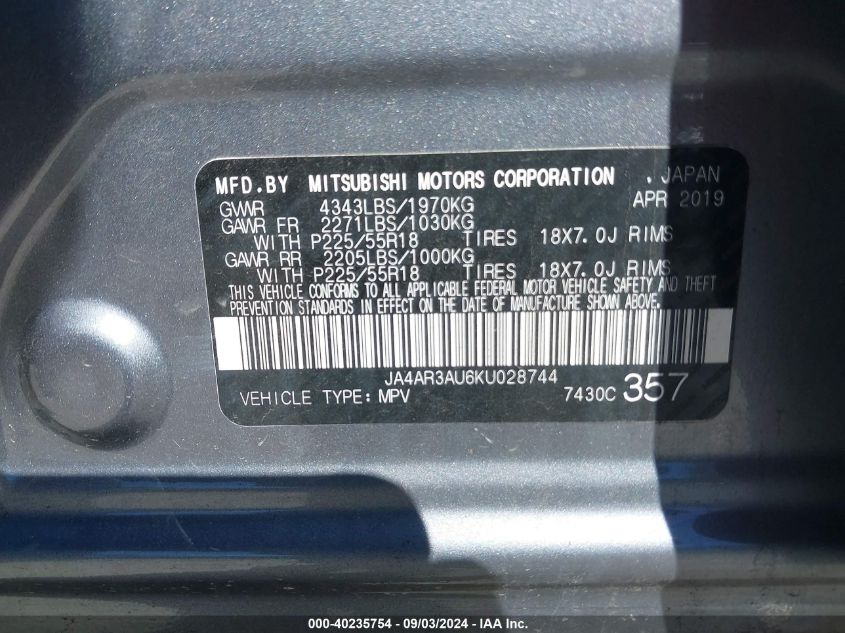 MFD.BY MITSUBISHI MOTORS CORPORATION . JAPAN
GVWR 4343LBS/1970KG APR 2019
GAWR FR 2271LBS/1030KG
WITH P225/55R18 TIRES 18X7.0J RIMS
GAWR RR 2205LBS/1000KG
WITH P225/55R18 TIRES 18X7.0J RIMS
THIS VEHICLE CONFORMS TO ALL APPLICABLE FEDERAL MOTOR VEHICLE SAFETY AND THEFT
PREVENTION STANDARDS IN EFFECT ON THE DATE OF MANUFACTURE SHOWN ABOVE.
JA4AR3AU6KU028744
VEHICLE TYPE: MPV 7430C 357
000-40235754 - 09/03/2024 - IAA Inc.